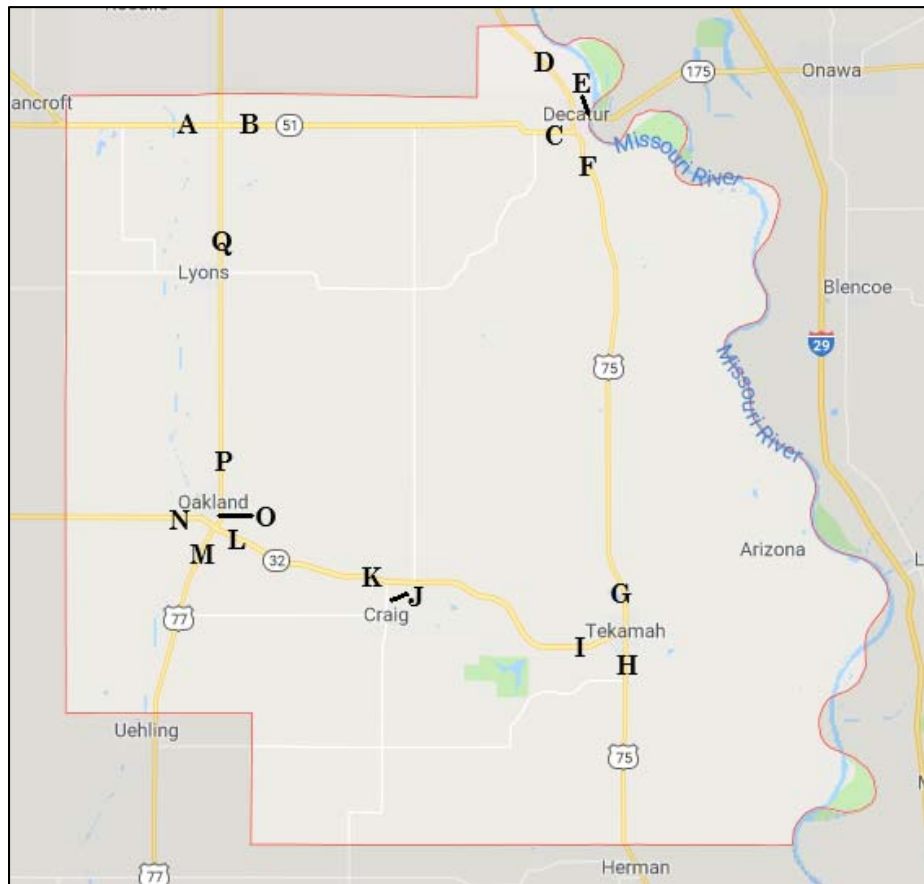 D
175
Onawa
E
ancroft
Decatur
A
B
51
C
Missouri River
F
Q
Lyons
Blencoe
29
75
Missouri River
P
Oakland
N
O
L
Arizona
M
32
K
J
G
Craig
77
Tekamah
I
H
Uehling
75
Herman
77